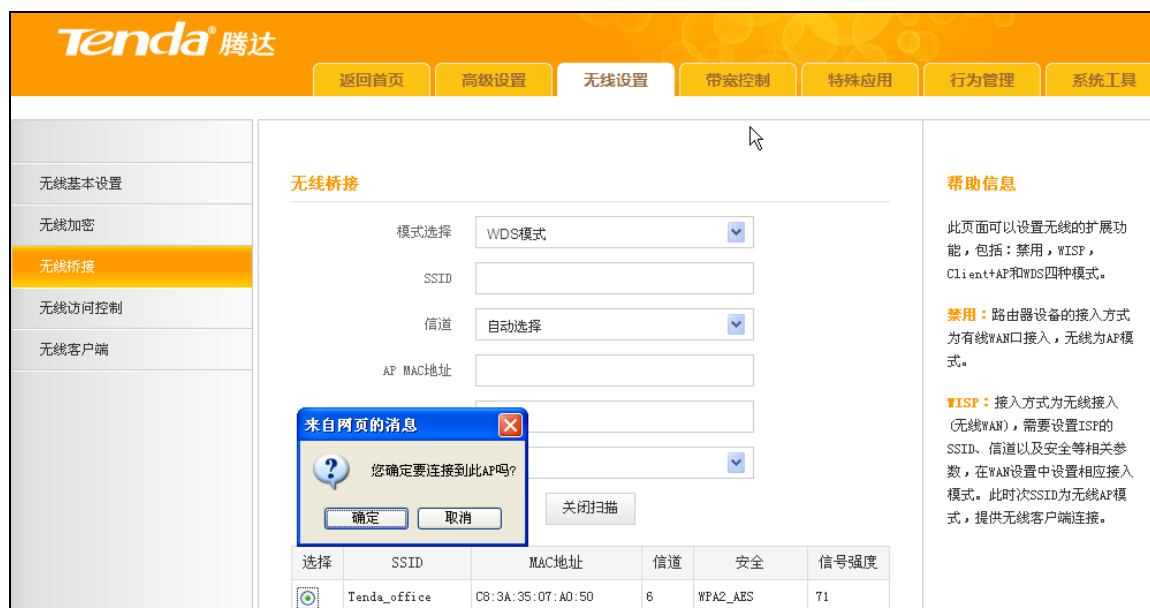 Tenda®腾达
返回首页 高级设置 无线设置 带宽控制 特殊应用 行为管理 系统工具
无线基本设置
无线加密
无线桥接
无线访问控制
无线客户端
无线桥接
模式选择 WDS模式
SSID
信道 自动选择
AP MAC地址
来自网页的消息
您确定要连接到此AP吗?
确定 取消
关闭扫描
选择 SSID MAC地址 信道 安全 信号强度
Tenda_office C8:3A:35:07:A0:50 6 WPA2_AES 71
帮助信息
此页面可以设置无线的扩展功
能，包括：禁用，WISP，
Client+AP和WDS四种模式。
禁用：路由器设备的接入方式
为有线WAN口接入，无线为AP模
式。
WISP：接入方式为无线接入
(无线WAN)，需要设置ISP的
SSID、信道以及安全等相关参
数，在WAN设置中设置相应接入
模式。此时次SSID为无线AP模
式，提供无线客户端连接。